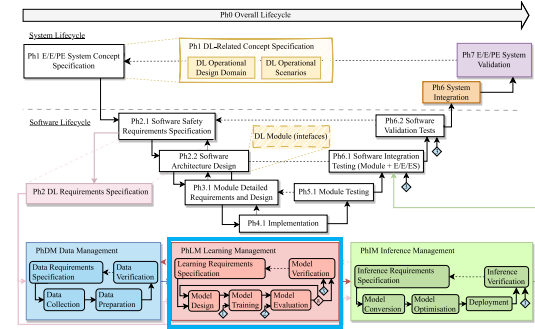 Ph0 Overall Lifecycle
System Lifecycle
Ph1 E/E/PE System Concept
Specification
Ph1 DL-Related Concept Specification
DL Operational
Design Domain
DL Operational
Scenarios
Ph7 E/E/PE System
Validation
Ph6 System
Integration
Software Lifecycle
Ph2.1 Software Safety
Requirements Specification
Ph6.2 Software
Validation Tests
DL Module (intefaces)
Ph2.2 Software
Architecture Design
Ph6.1 Software Integration
Testing (Module + E/E/ES)
Ph2 DL Requirements Specification
Ph3.1 Module Detailed
Requirements and Design
Ph5.1 Module Testing
Ph4.1 Implementation
PhDM Data Management
Data Requirements
Specification
Data
Verification
Data
Collection
Data
Preparation
PhLM Learning Management
Learning Requirements
Specification
Model
Verification
Model
Design
Model
Training
Model
Evaluation
PhIM Inference Management
Inference Requirements
Specification
Inference
Verification
Model
Conversion
Model
Optimisation
Deployment